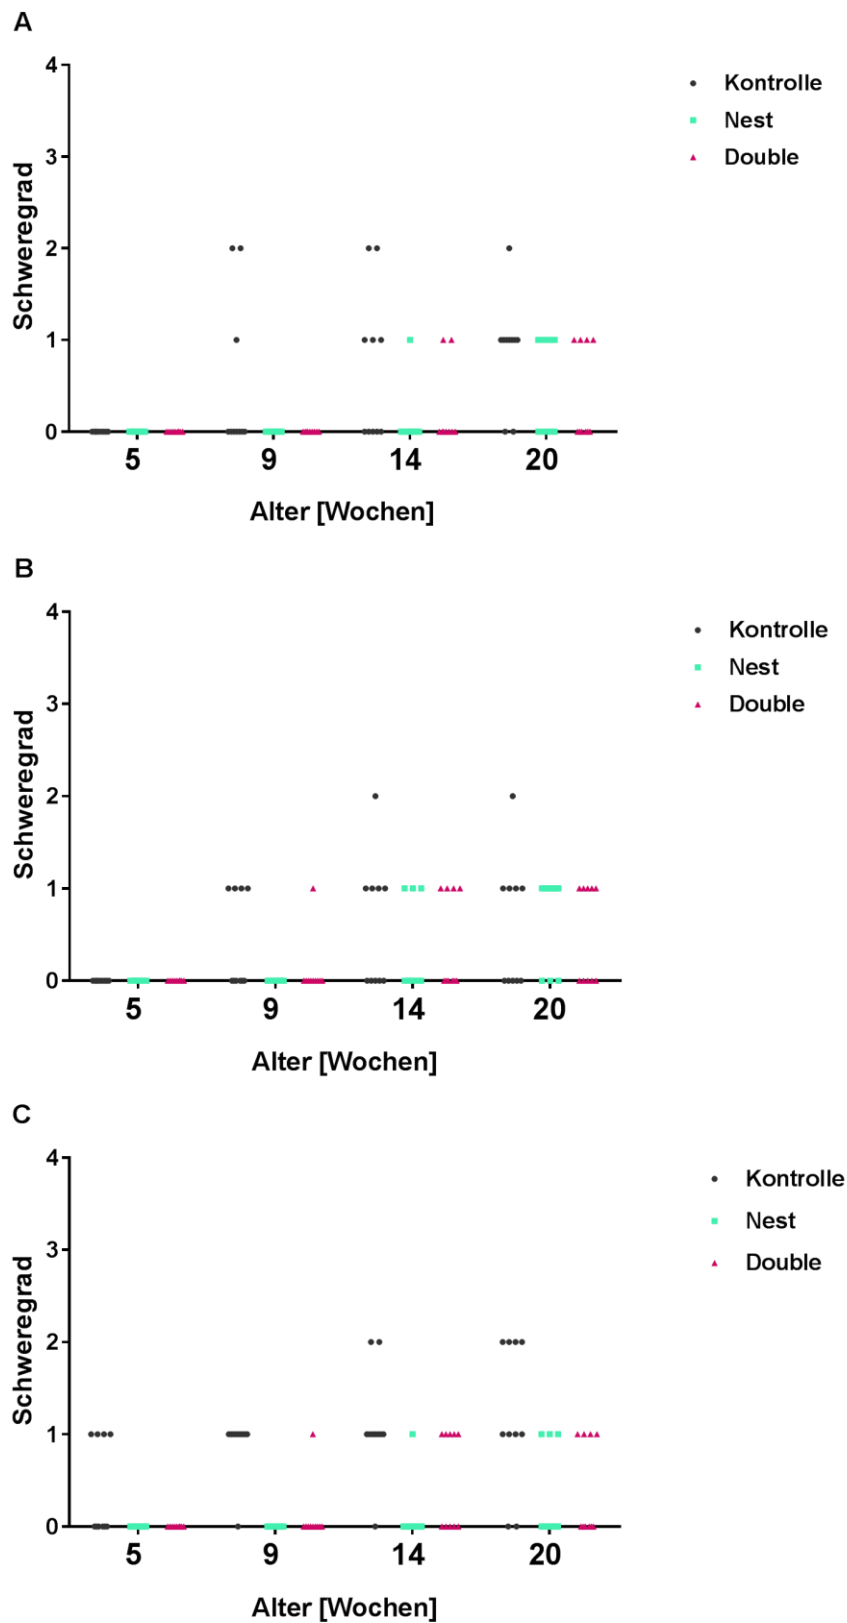 A
4
3
2
1
0
Schweregrad
5 9 14 20
Alter [Wochen]
Kontrolle
Nest
Double
B
4
3
2
1
0
Schweregrad
5 9 14 20
Alter [Wochen]
Kontrolle
Nest
Double
C
4
3
2
1
0
Schweregrad
5 9 14 20
Alter [Wochen]
Kontrolle
Nest
Double